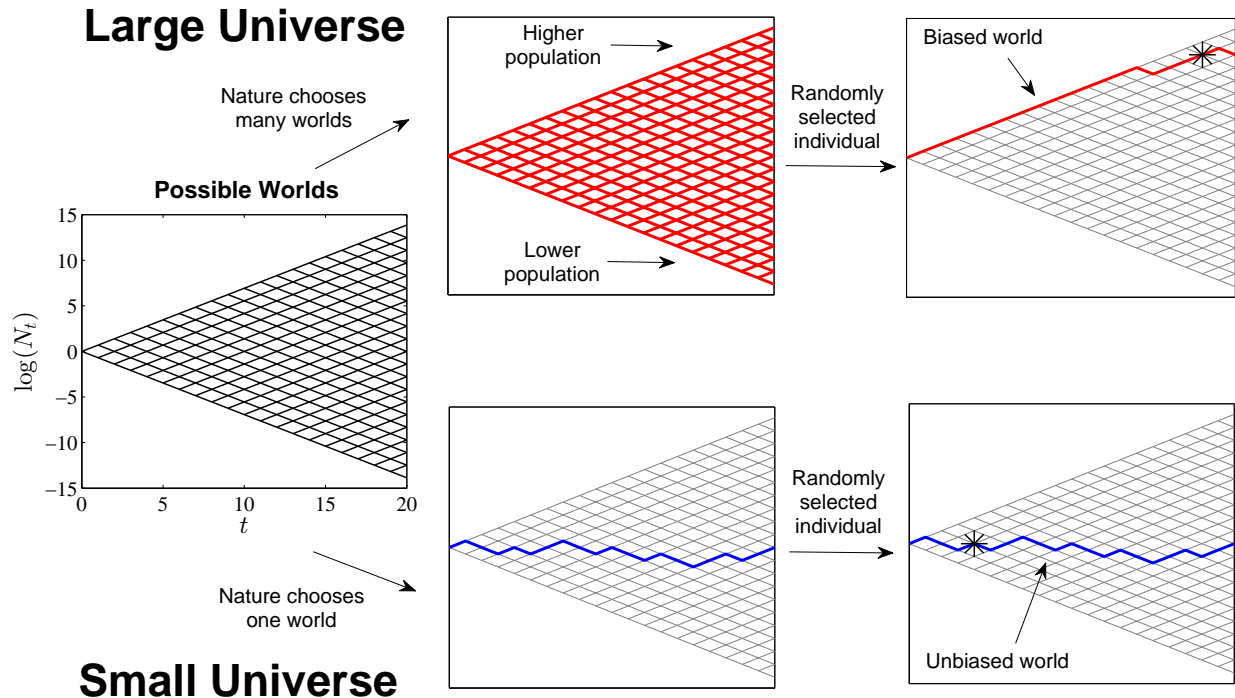 Large Universe
Nature chooses
many worlds
Higher
population
Lower
population
Randomly
selected
individual
Biased world
Possible Worlds
15
10
5
0
−5
−10
−15
log(N_t)
0
5
10
15
20
t
Nature chooses
one world
Randomly
selected
individual
Unbiased world
Small Universe